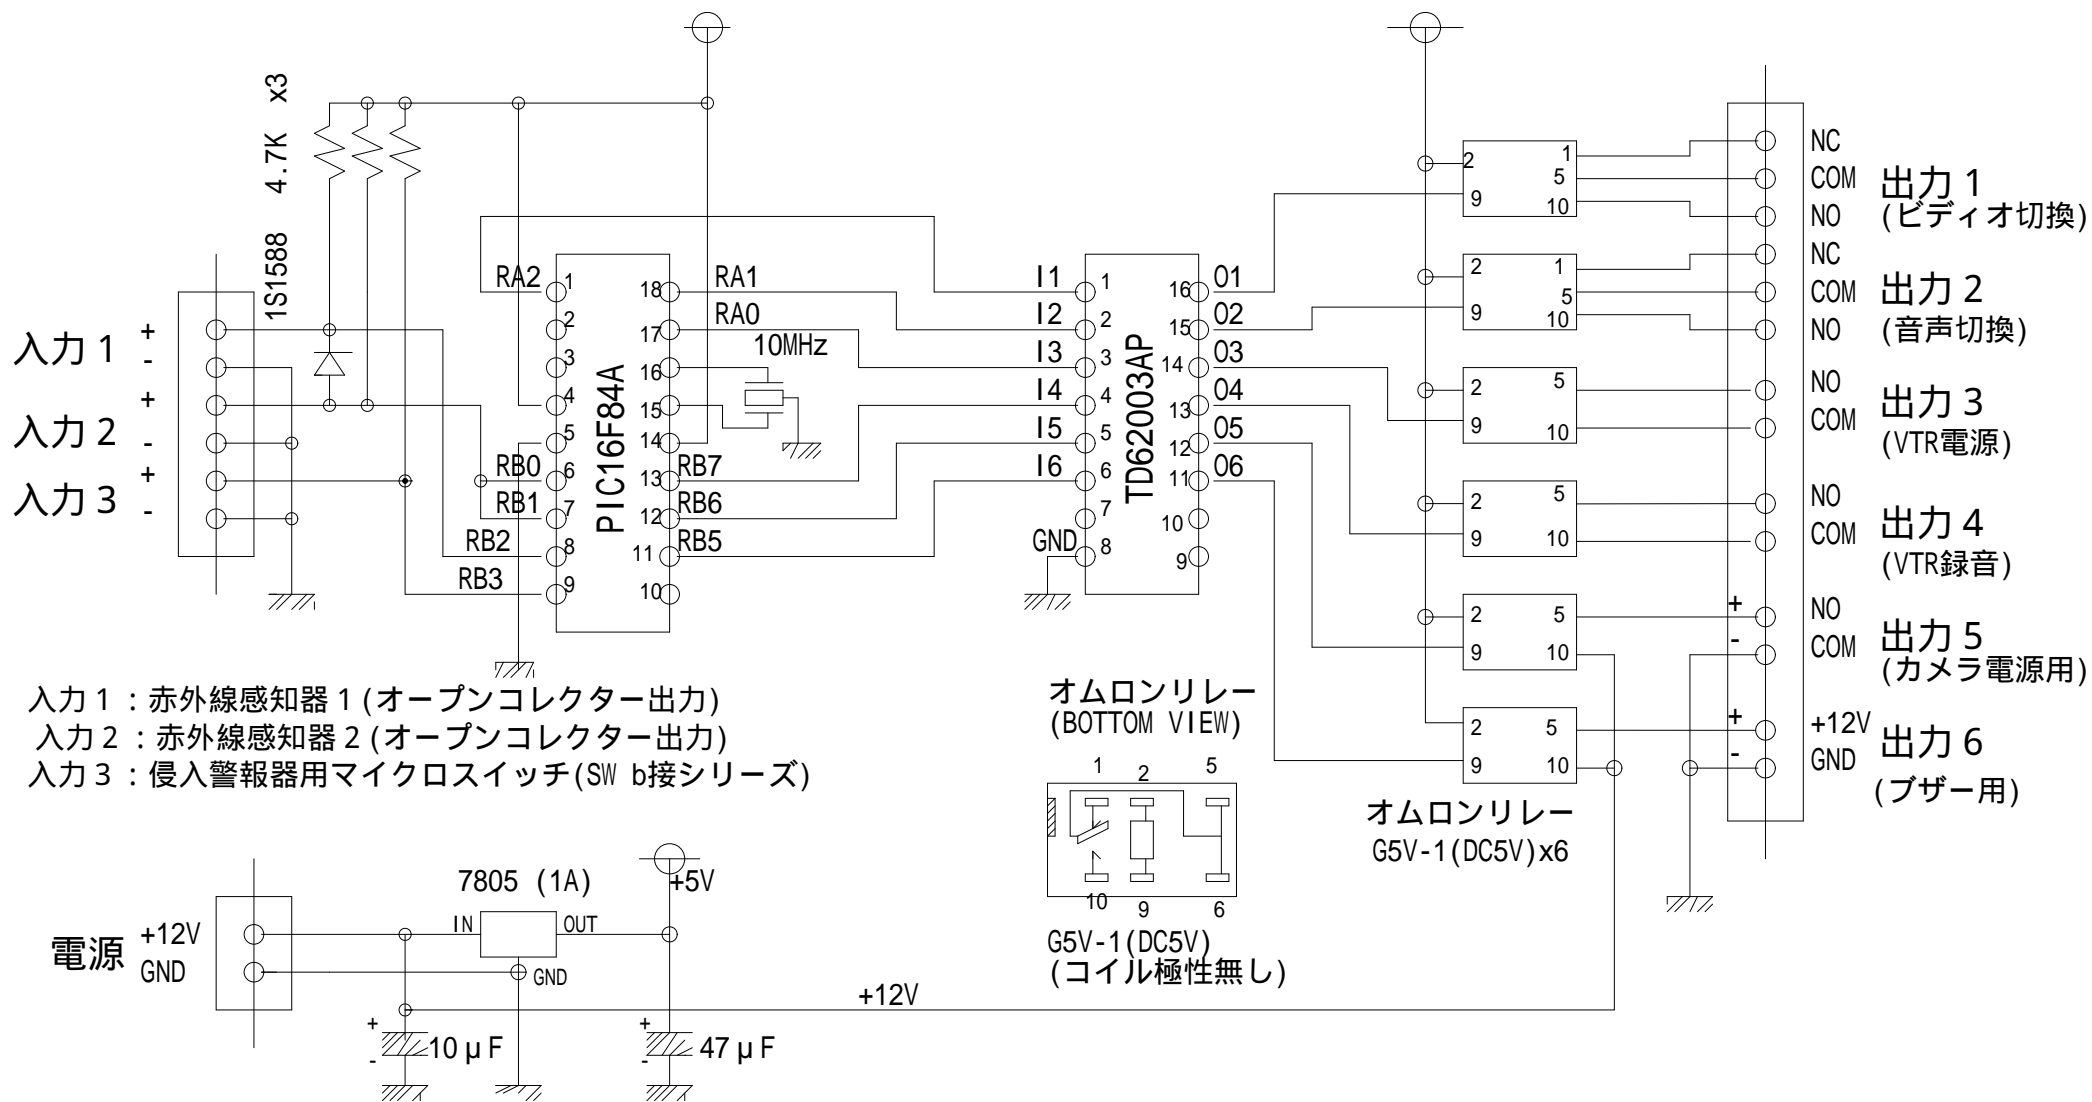 1S1588 4.7K x3
入力1
+
-
入力2
+
-
入力3
+
-
RA2
RB0
RB1
RB2
RB3
PIC16F84A
1
2
3
4
5
6
7
8
9
18
17
16
15
14
13
12
11
10
RA1
RA0
10MHz
RB7
RB6
RB5
I1
I2
I3
I4
I5
I6
GND
TD62003AP
1
2
3
4
5
6
7
8
16
15
14
13
12
11
10
9
O1
O2
O3
O4
O5
O6
2
9
1
5
10
2
9
1
5
10
2
9
5
10
2
9
5
10
2
9
5
10
2
9
5
10
NC
COM
NO
出力1
(ビディオ切換)
NC
COM
NO
出力2
(音声切換)
NO
COM
出力3
(VTR電源)
NO
COM
出力4
(VTR録音)
+
-
NO
COM
出力5
(カメラ電源用)
+
-
+12V
GND
出力6
(ブザー用)
入力1：赤外線感知器1(オープンコレクター出力)
入力2：赤外線感知器2(オープンコレクター出力)
入力3：侵入警報器用マイクロスイッチ(SW b接シリーズ)
オムロンリレー
(BOTTOM VIEW)
1 2 5
10 9 6
G5V-1(DC5V)
(コイル極性無し)
オムロンリレー
G5V-1(DC5V)x6
電源
+12V
GND
7805 (1A)
IN
OUT
GND
+5V
+12V
+
-
10μF
+
-
47μF